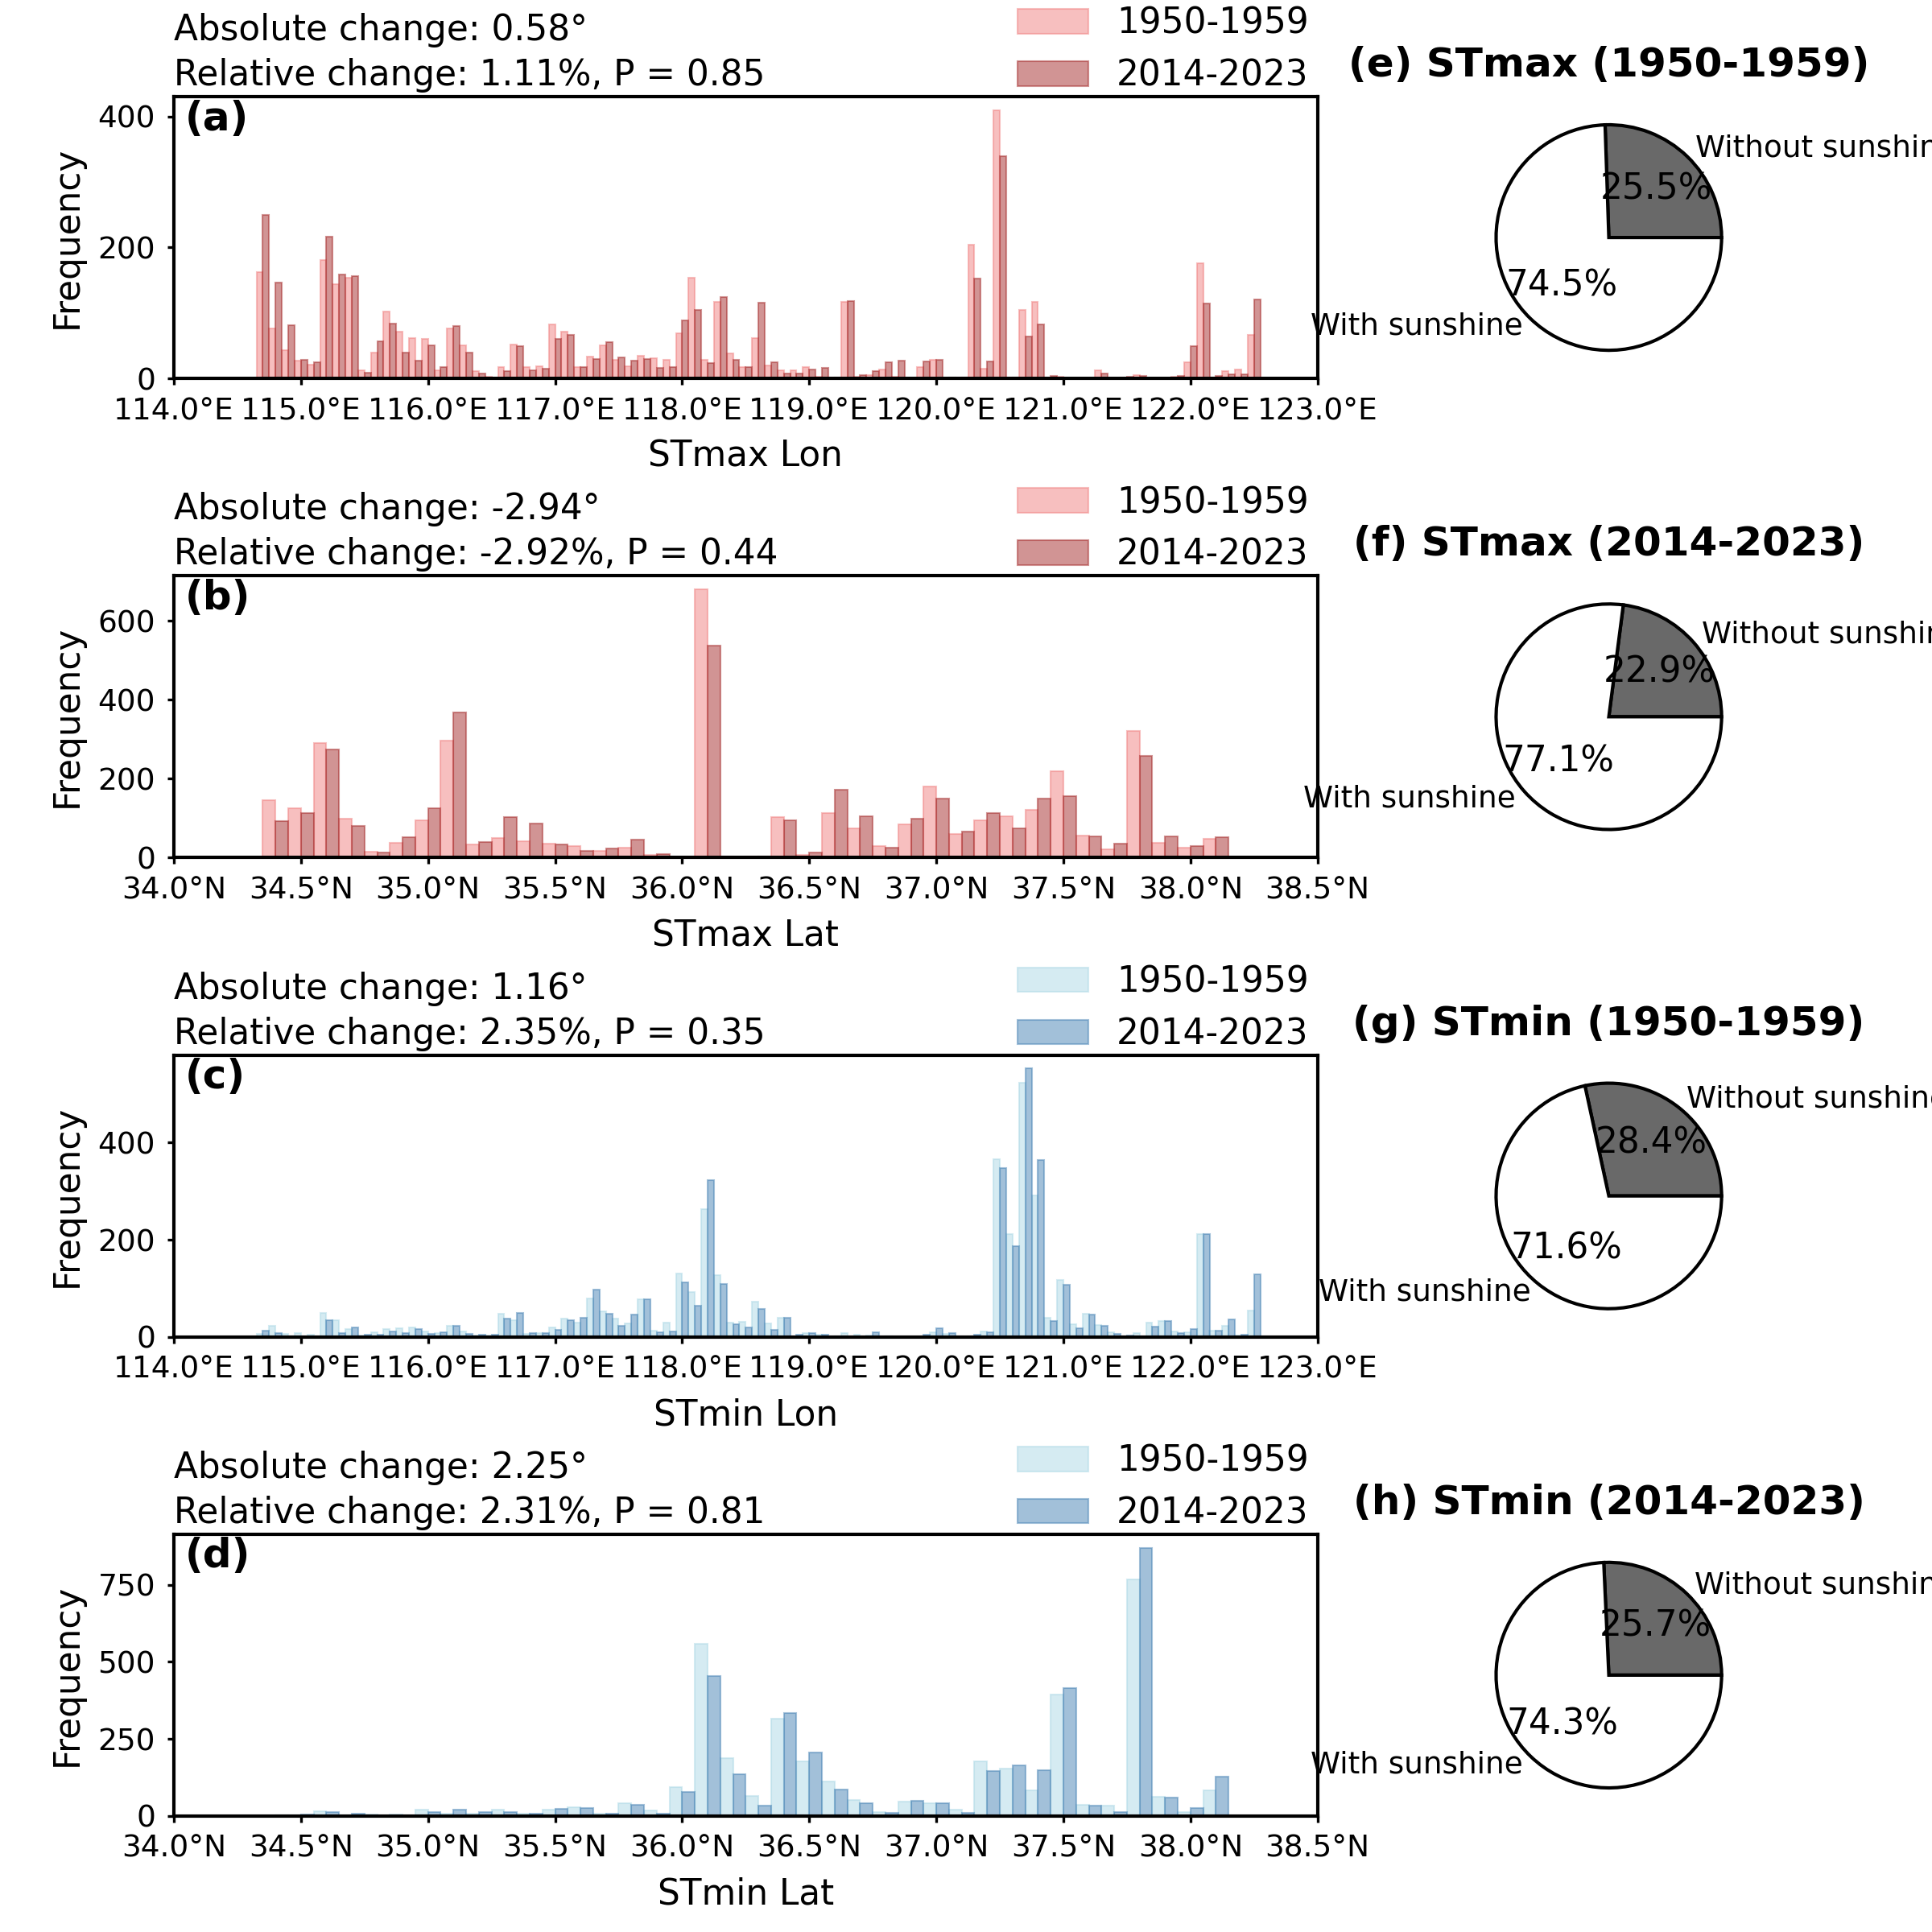 Absolute change: 0.58°
Relative change: 1.11%, P = 0.85
1950-1959
2014-2023
(a)
Frequency
400
200
0
114.0°E 115.0°E 116.0°E 117.0°E 118.0°E 119.0°E 120.0°E 121.0°E 122.0°E 123.0°E
STmax Lon
(e) STmax (1950-1959)
Without sunshin
25.5%
74.5%
With sunshine
Absolute change: -2.94°
Relative change: -2.92%, P = 0.44
1950-1959
2014-2023
(b)
Frequency
600
400
200
0
34.0°N 34.5°N 35.0°N 35.5°N 36.0°N 36.5°N 37.0°N 37.5°N 38.0°N 38.5°N
STmax Lat
(f) STmax (2014-2023)
Without sunshin
22.9%
77.1%
With sunshine
Absolute change: 1.16°
Relative change: 2.35%, P = 0.35
1950-1959
2014-2023
(c)
Frequency
400
200
0
114.0°E 115.0°E 116.0°E 117.0°E 118.0°E 119.0°E 120.0°E 121.0°E 122.0°E 123.0°E
STmin Lon
(g) STmin (1950-1959)
Without sunshine
28.4%
71.6%
With sunshine
Absolute change: 2.25°
Relative change: 2.31%, P = 0.81
1950-1959
2014-2023
(d)
Frequency
750
500
250
0
34.0°N 34.5°N 35.0°N 35.5°N 36.0°N 36.5°N 37.0°N 37.5°N 38.0°N 38.5°N
STmin Lat
(h) STmin (2014-2023)
Without sunshin
25.7%
74.3%
With sunshine